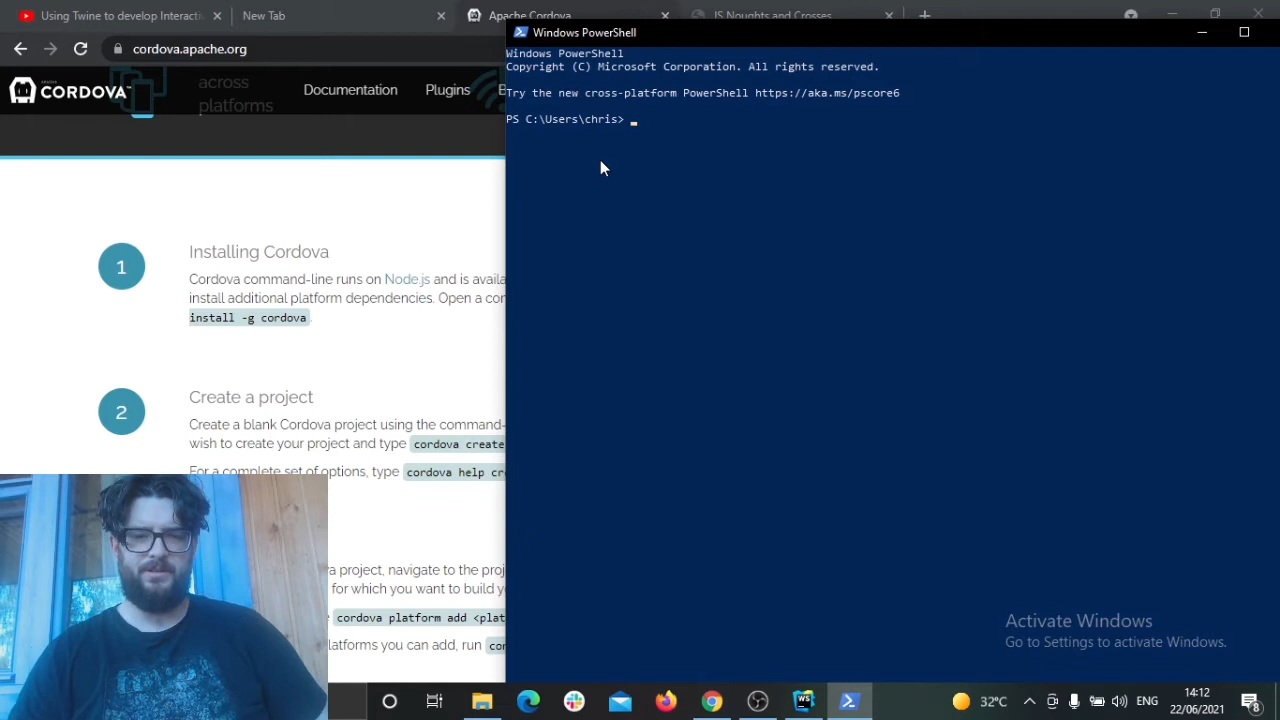 Using Twine to develop Interacti
New Tab
Apache Cordova
JS Noughts and Crosses
cordova.apache.org
Windows PowerShell
CORDOVA™
across
platforms
Documentation
Plugins
Windows PowerShell
Copyright (C) Microsoft Corporation. All rights reserved.
Try the new cross-platform PowerShell https://aka.ms/pscore6
PS C:\Users\chris>
1
Installing Cordova
Cordova command-line runs on Node.js and is availa
install additional platform dependencies. Open a con
install -g cordova.
2
Create a project
Create a blank Cordova project using the command-
wish to create your project and type cordova create
For a complete set of options, type cordova help cr
a project, navigate to the proj
for which you want to build yo
cordova platform add <plat
latforms you can add, run cor
Activate Windows
Go to Settings to activate Windows.
WS
32°C
ENG
14:12
22/06/2021
8